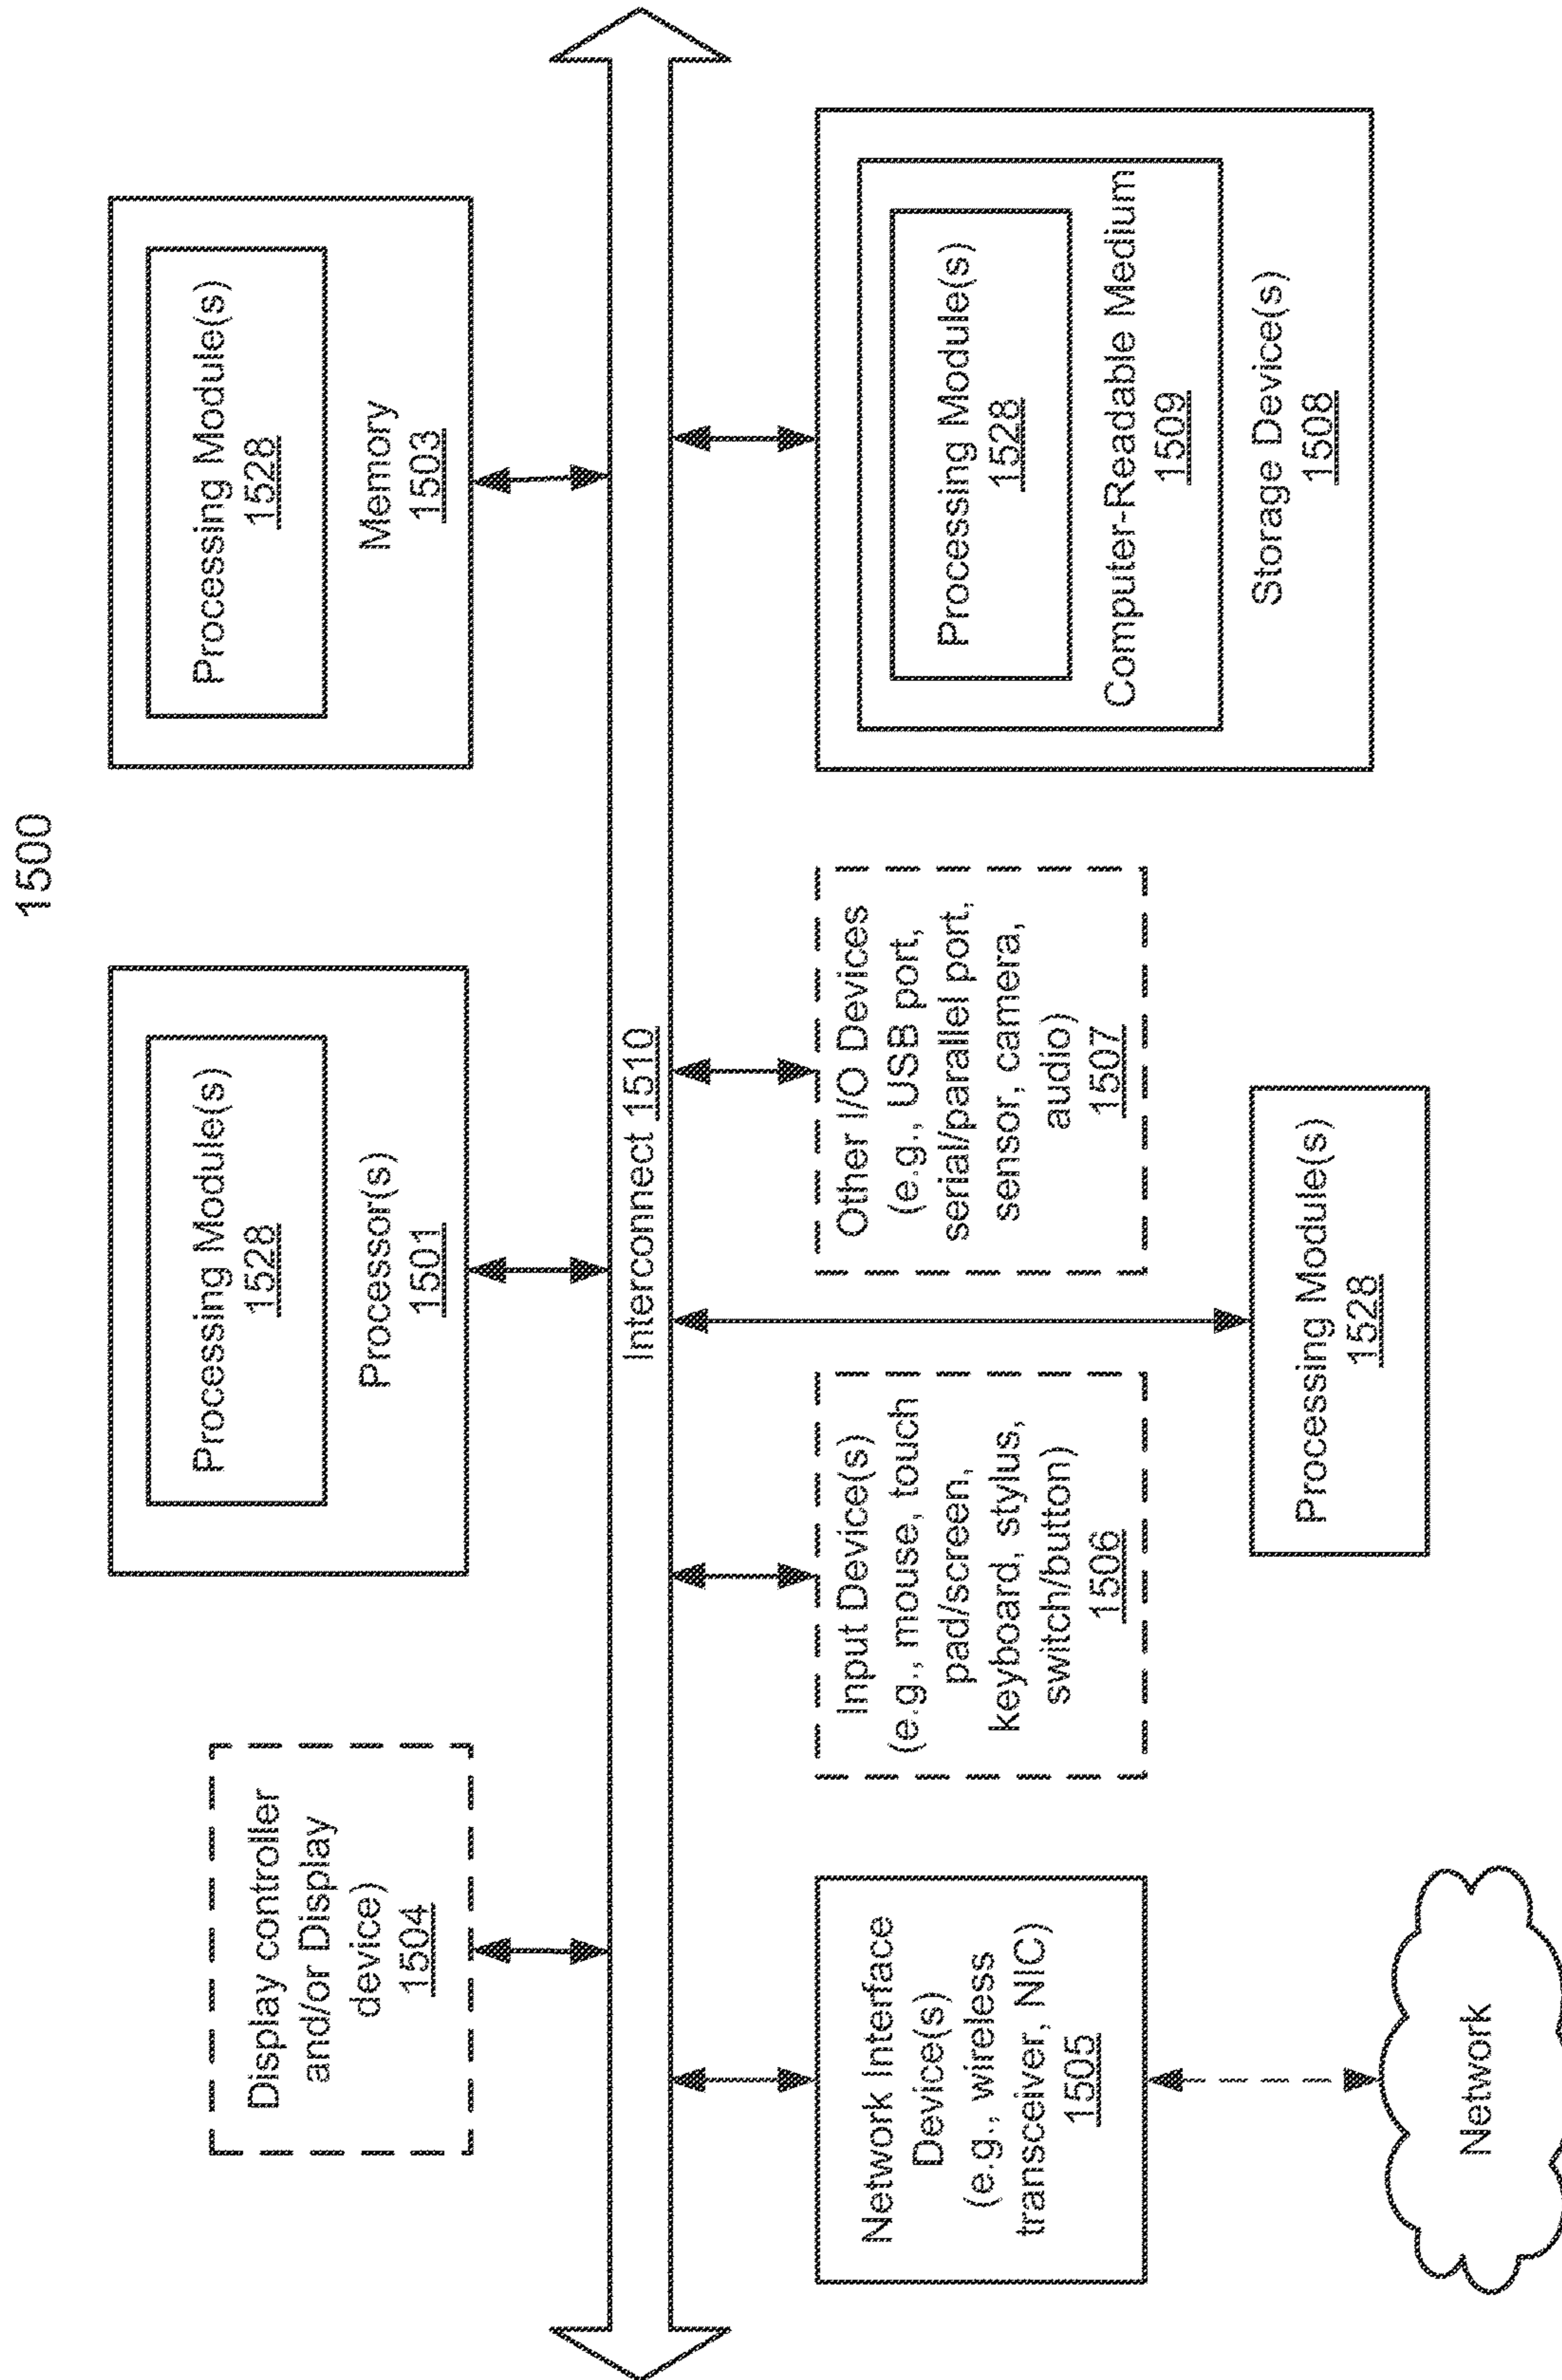 1500
Display controller
and/or Display
device)
1504
Processing Module(s)
1528
Processor(s)
1501
Processing Module(s)
1528
Memory
1503
Interconnect 1510
Network Interface
Device(s)
(e.g., wireless
transceiver, NIC)
1505
Input Device(s)
(e.g., mouse, touch
pad/screen,
keyboard, stylus,
switch/button)
1506
Other I/O Devices
(e.g., USB port,
serial/parallel port,
sensor, camera,
audio)
1507
Processing Module(s)
1528
Computer-Readable Medium
1509
Storage Device(s)
1508
Processing Module(s)
1528
Network